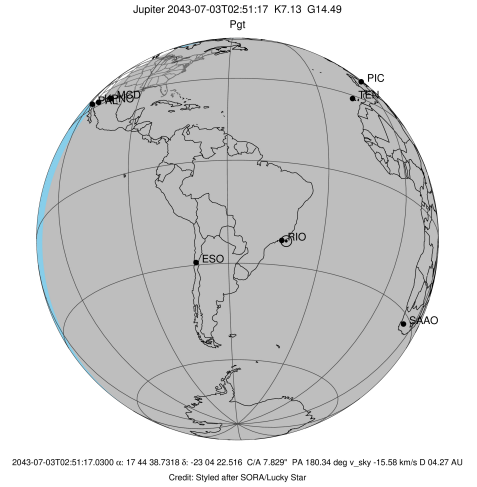 Jupiter 2043-07-03T02:51:17 K7.13 G14.49
Pgt
PIC
TEN
MCD
RIO
ESO
SAAO
2043-07-03T02:51:17.0300 α: 17 44 38.7318 δ: -23 04 22.516 C/A 7.829" PA 180.34 deg v_sky -15.58 km/s D 04.27 AU
Credit: Styled after SORA/Lucky Star